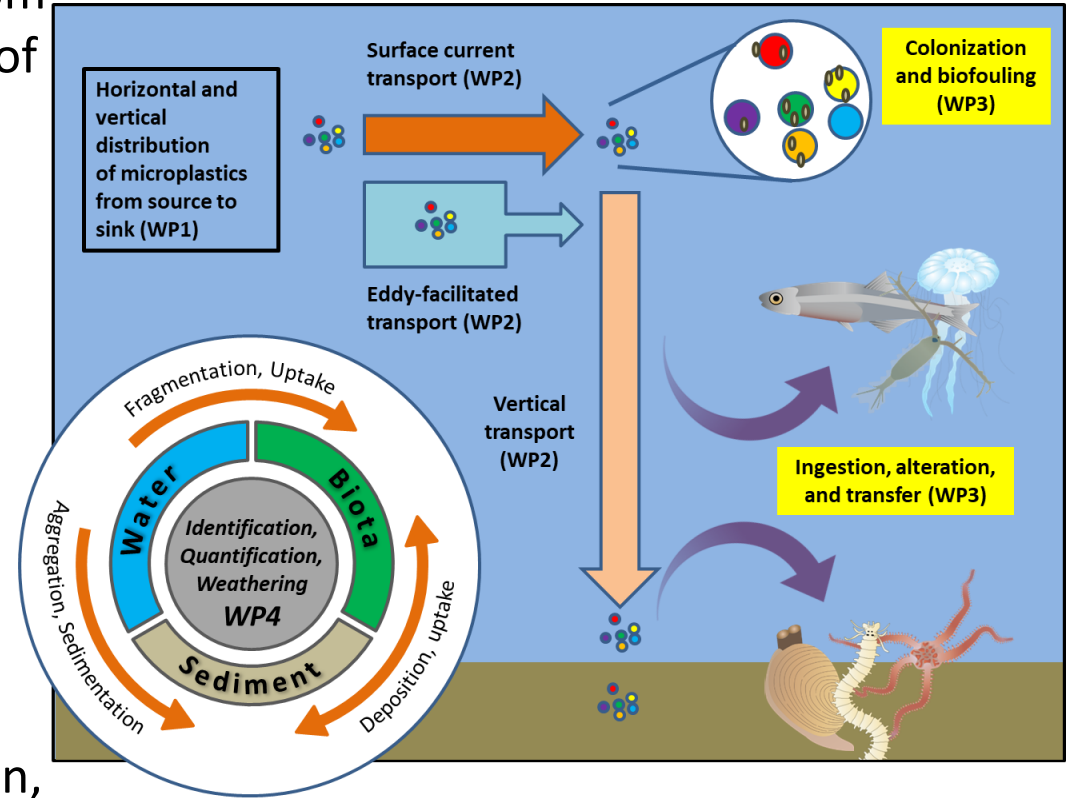 om
of
Horizontal and
vertical
distribution
of microplastics
from source to
sink (WP1)
Surface current
transport (WP2)
Colonization
and biofouling
(WP3)
Eddy-facilitated
transport (WP2)
Vertical
transport
(WP2)
Ingestion, alteration,
and transfer (WP3)
Fragmentation, Uptake
Water
Biota
Identification,
Quantification,
Weathering
WP4
Sediment
Aggregation, Sedimentation
Deposition, uptake
n,